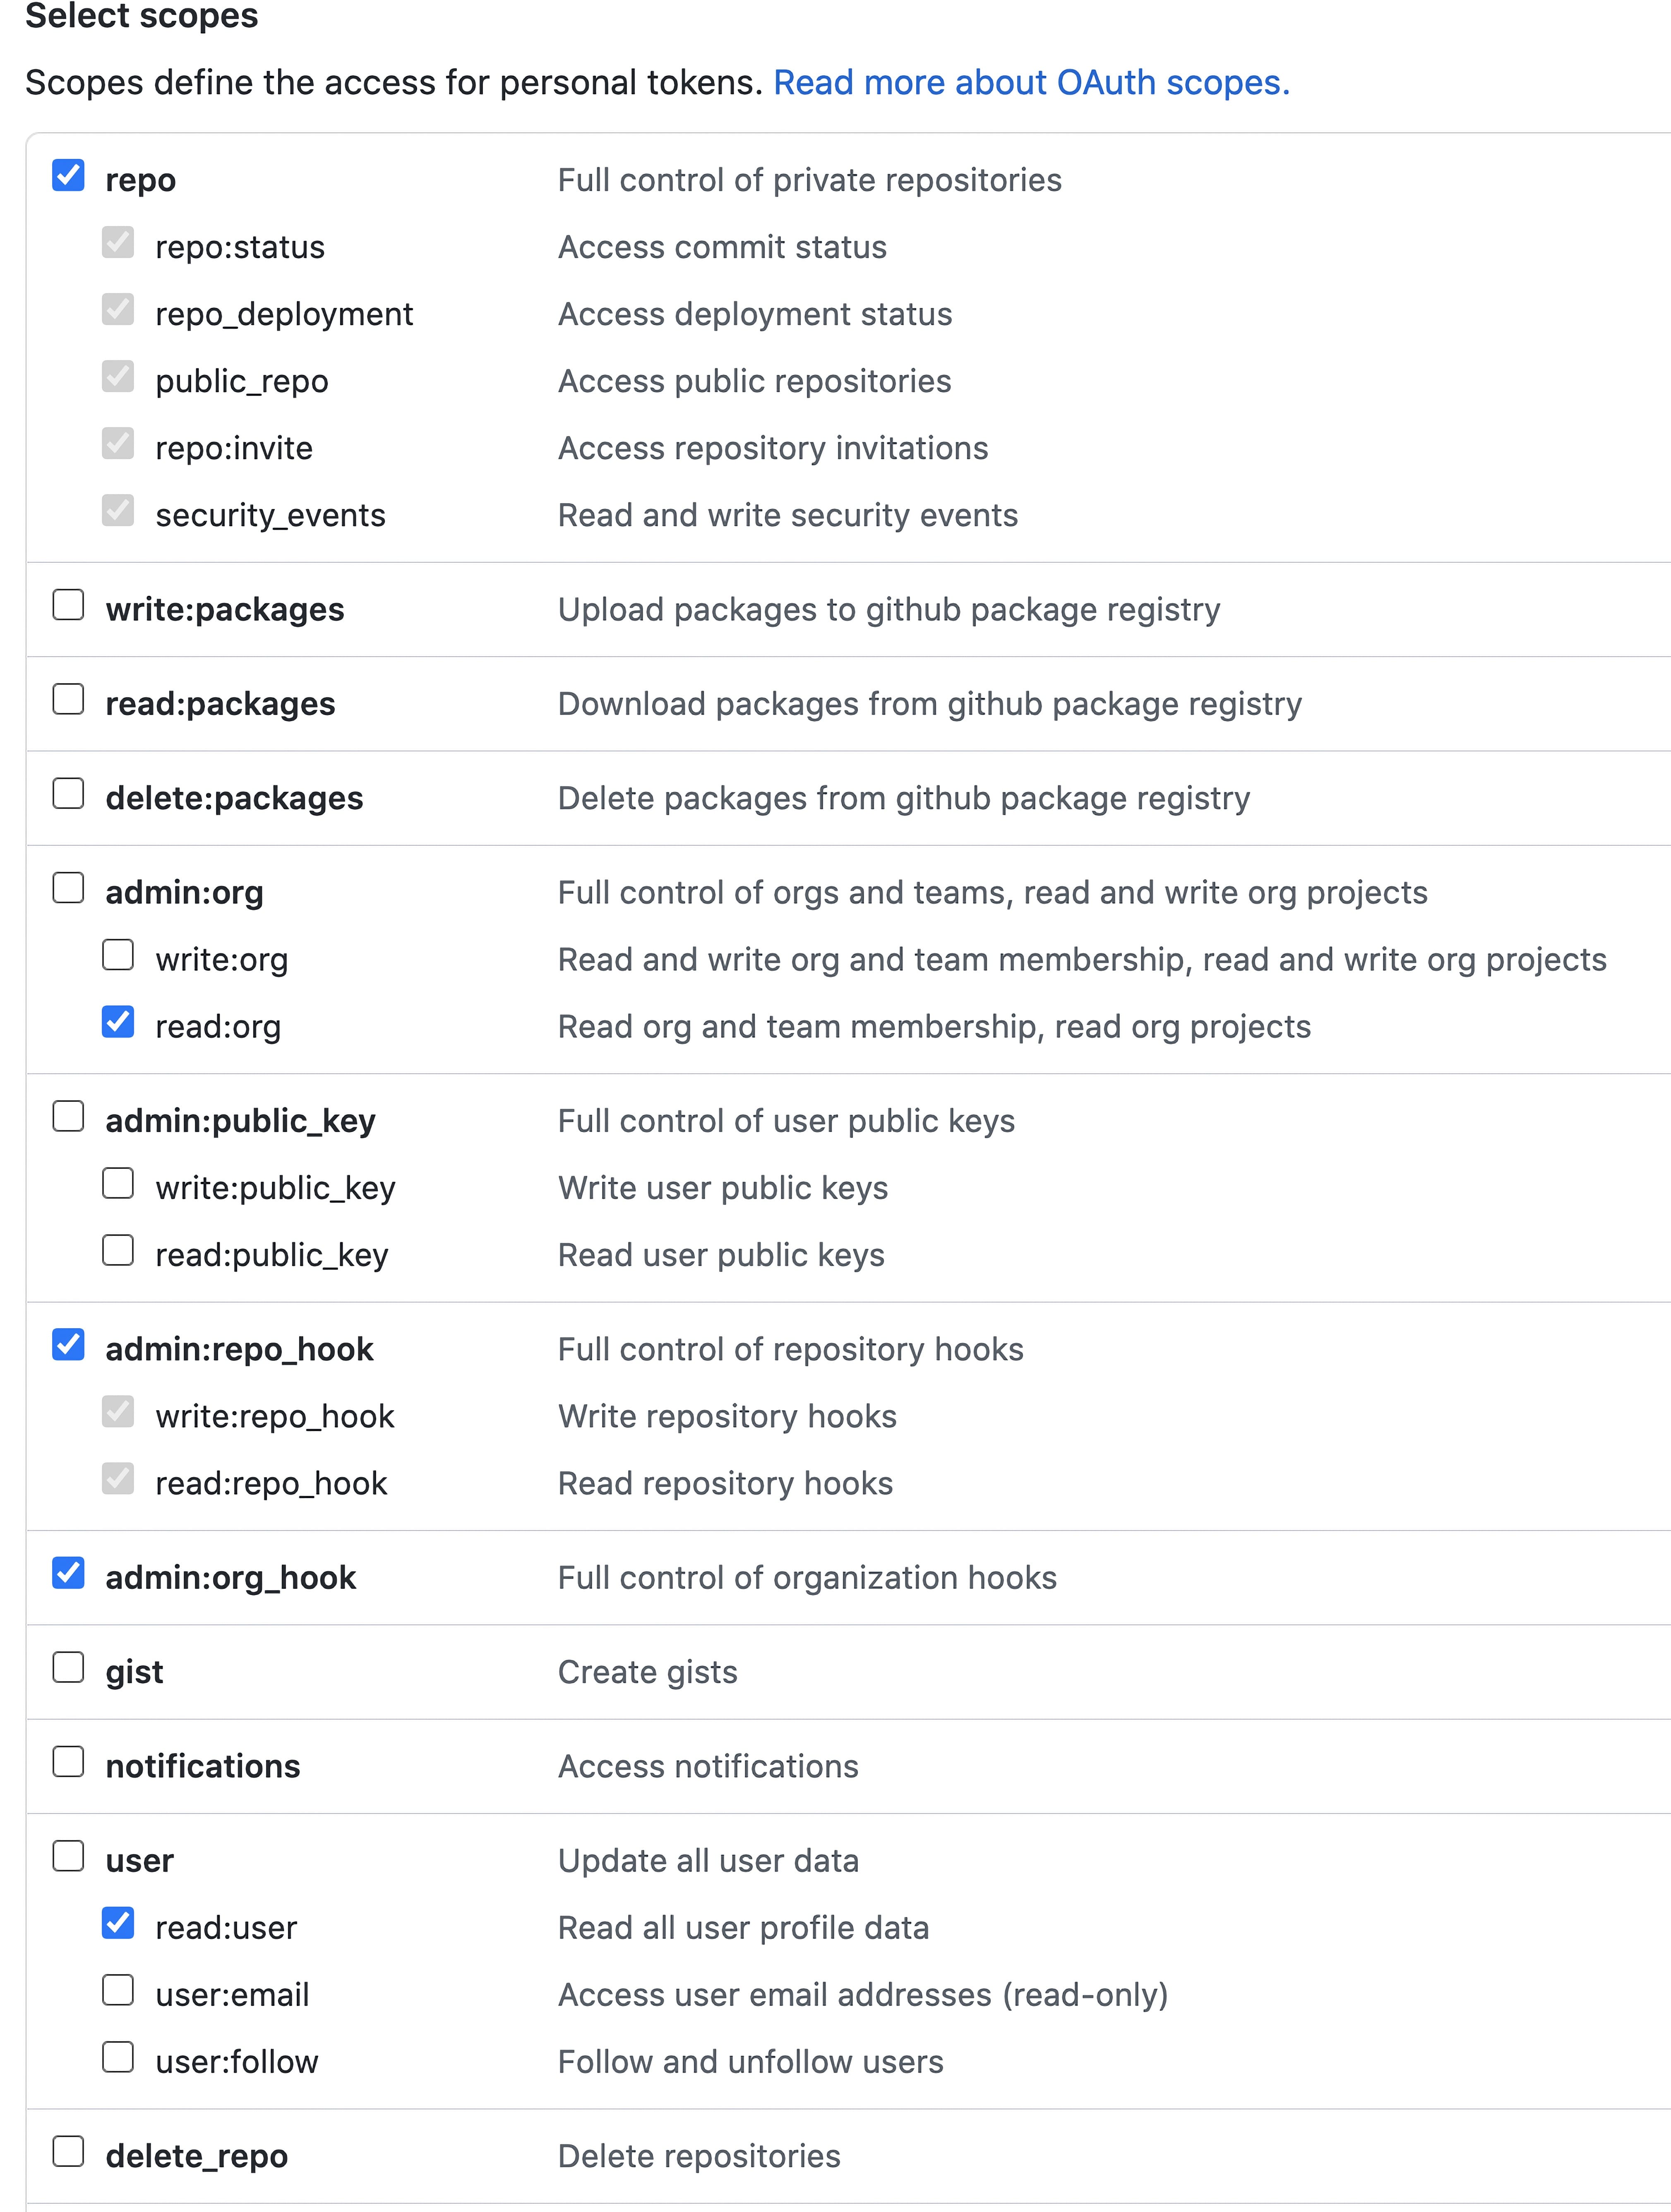 Select scopes
Scopes define the access for personal tokens. Read more about OAuth scopes.
repo Full control of private repositories
repo:status Access commit status
repo_deployment Access deployment status
public_repo Access public repositories
repo:invite Access repository invitations
security_events Read and write security events
write:packages Upload packages to github package registry
read:packages Download packages from github package registry
delete:packages Delete packages from github package registry
admin:org Full control of orgs and teams, read and write org projects
write:org Read and write org and team membership, read and write org projects
read:org Read org and team membership, read org projects
admin:public_key Full control of user public keys
write:public_key Write user public keys
read:public_key Read user public keys
admin:repo_hook Full control of repository hooks
write:repo_hook Write repository hooks
read:repo_hook Read repository hooks
admin:org_hook Full control of organization hooks
gist Create gists
notifications Access notifications
user Update all user data
read:user Read all user profile data
user:email Access user email addresses (read-only)
user:follow Follow and unfollow users
delete_repo Delete repositories